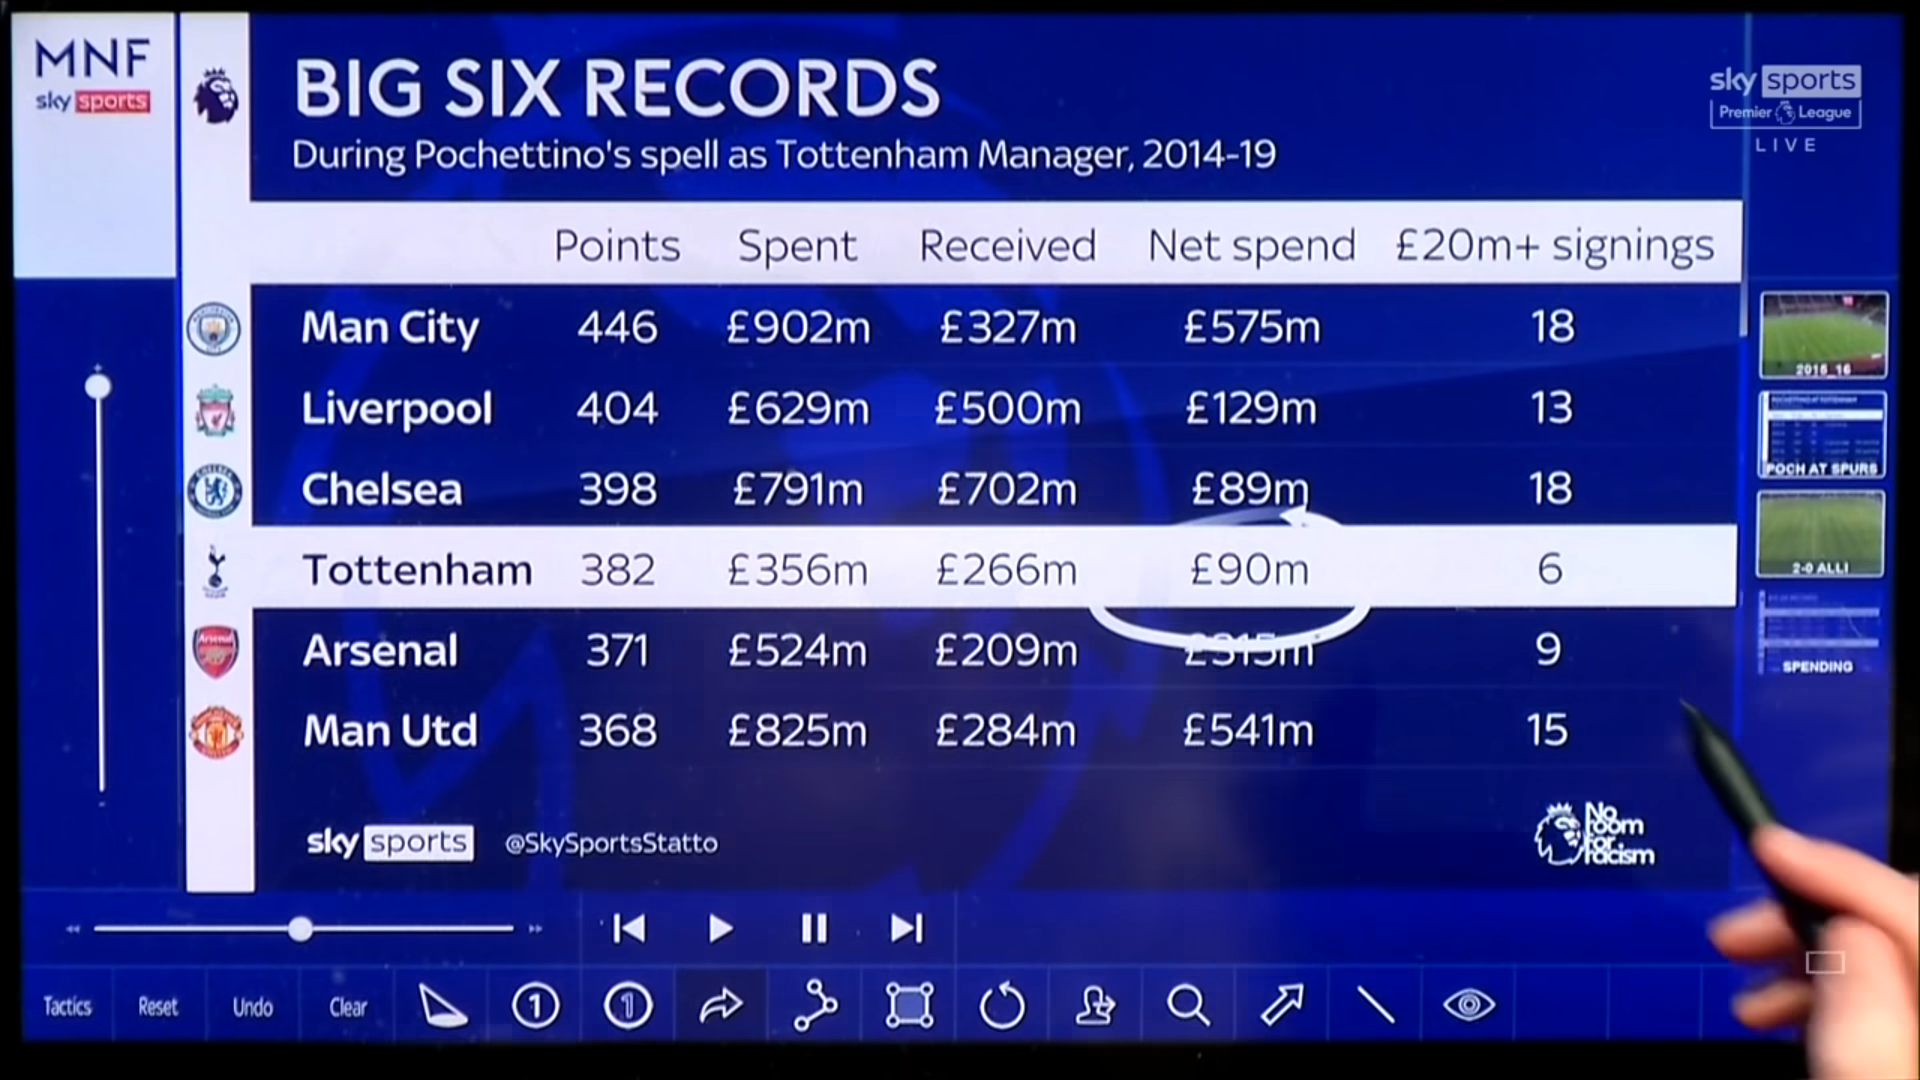 MNF
sky sports
BIG SIX RECORDS
During Pochettino's spell as Tottenham Manager, 2014-19
sky sports
Premier League
LIVE
Points Spent Received Net spend £20m+ signings
Man City 446 £902m £327m £575m 18
Liverpool 404 £629m £500m £129m 13
Chelsea 398 £791m £702m £89m 18
Tottenham 382 £356m £266m £90m 6
Arsenal 371 £524m £209m £315m 9
Man Utd 368 £825m £284m £541m 15
2015_16
POCH AT SPURS
2-0 ALLI
SPENDING
sky sports @SkySportsStatto
No
room
for
racism
Tactics Reset Undo Clear 1 1